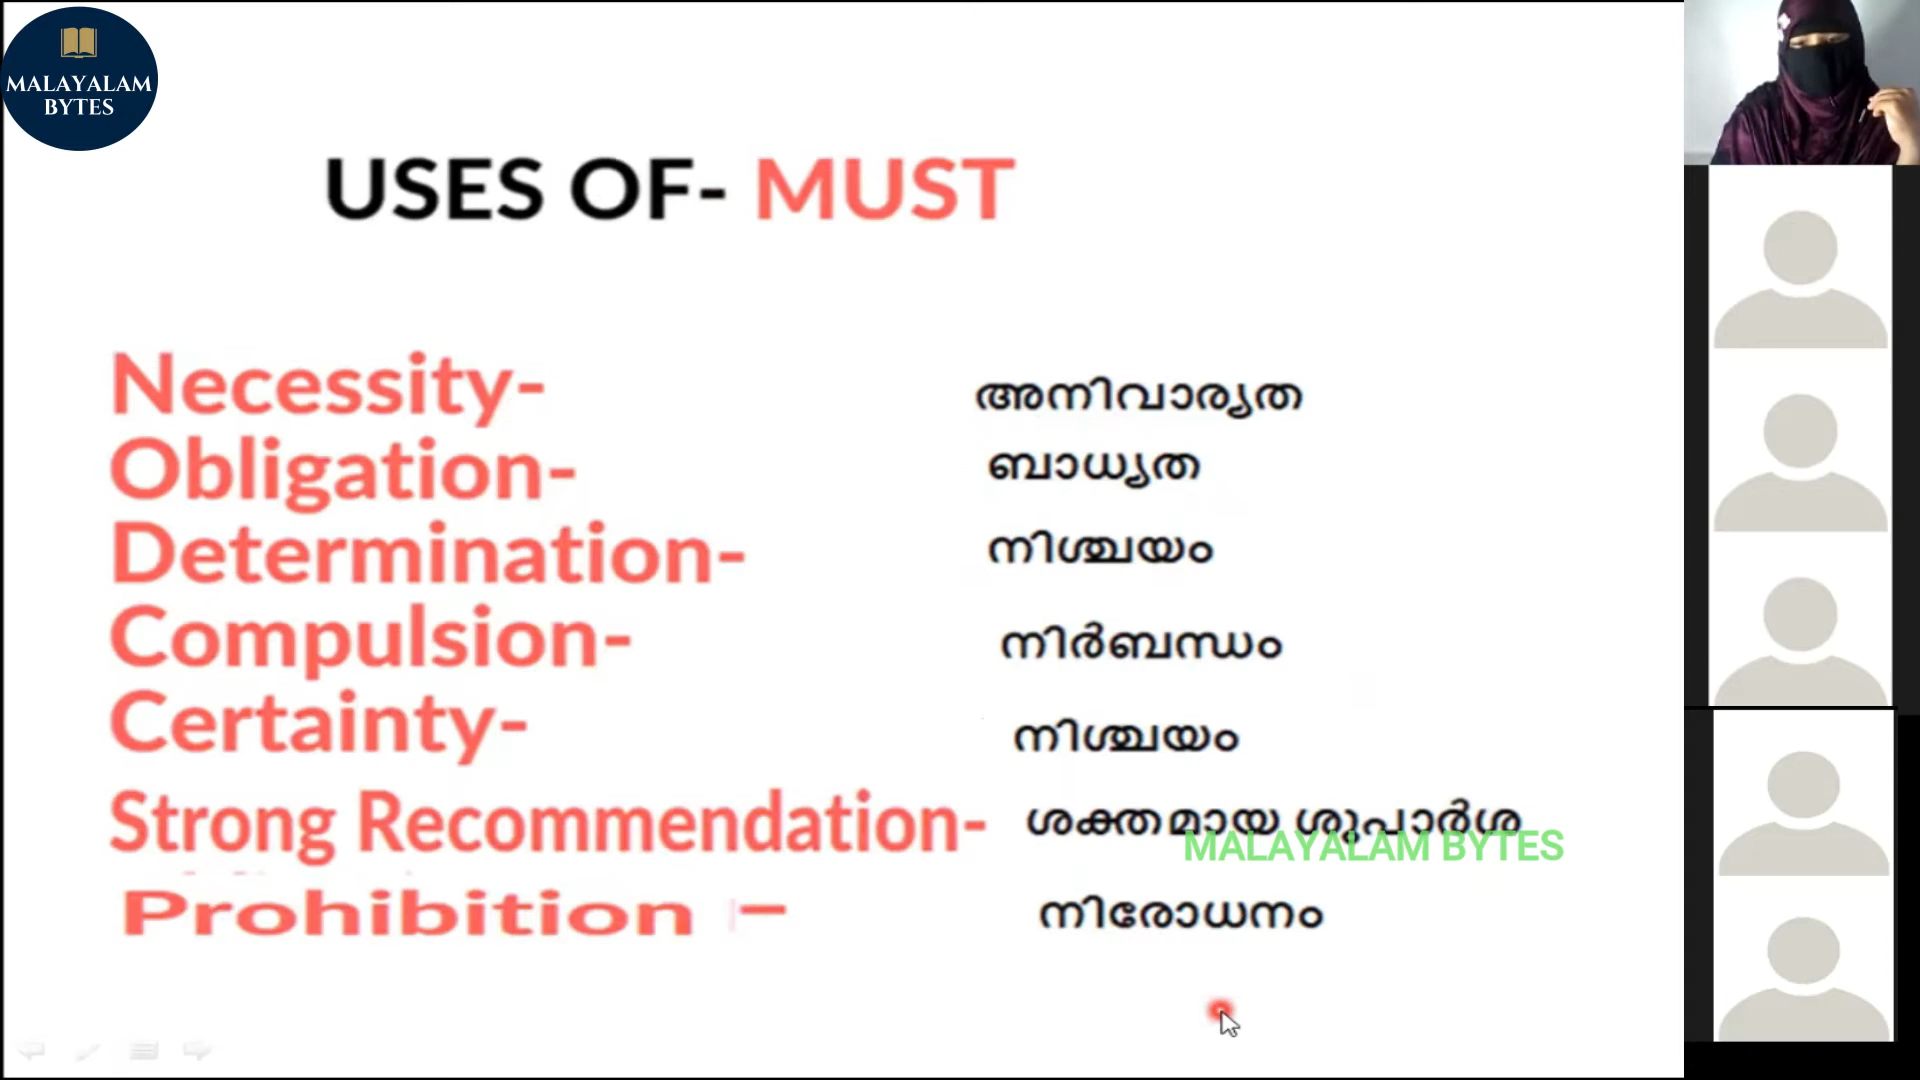 MALAYALAM
BYTES
USES OF- MUST
Necessity- അനിവാര്യത
Obligation- ബാധ്യത
Determination- നിശ്ചയം
Compulsion- നിർബന്ധം
Certainty- നിശ്ചയം
Strong Recommendation- ശക്തമായ ശുപാർശ
MALAYALAM BYTES
Prohibition – നിരോധനം